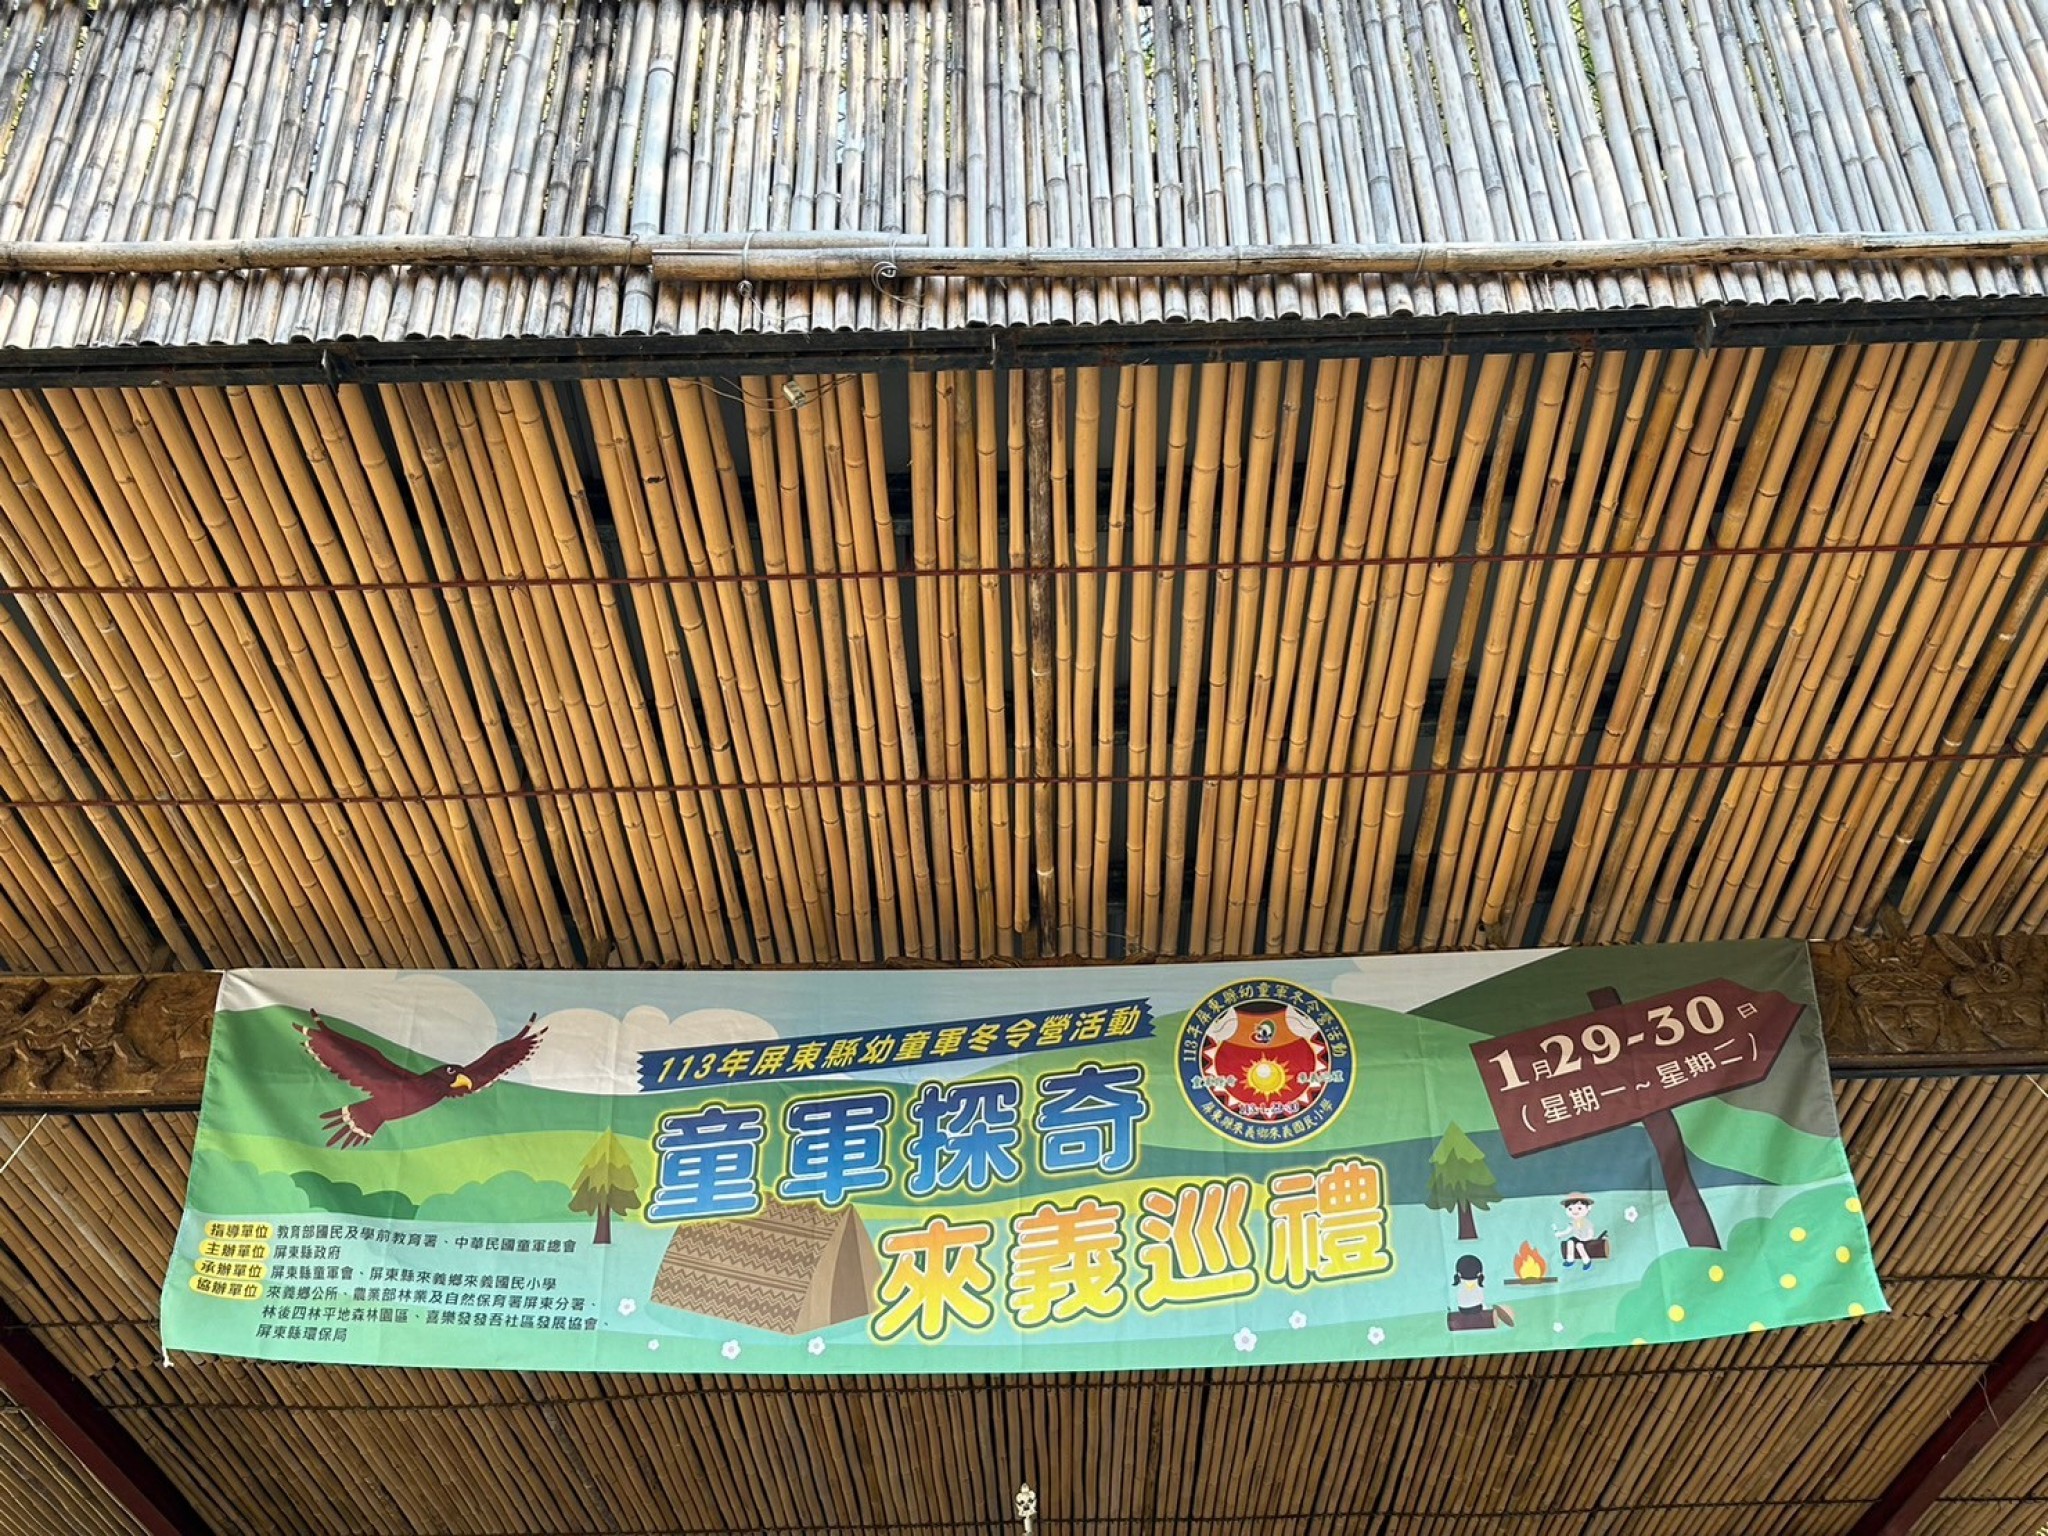 113年屏東縣幼童軍冬令營活動
童軍探奇
來義巡禮
113年屏東縣幼童軍冬令營活動
屏東縣來義鄉來義國民小學
1月29-30日
(星期一~星期二)
指導單位 教育部國民及學前教育署、中華民國童軍總會
主辦單位 屏東縣政府
承辦單位 屏東縣童軍會、屏東縣來義鄉來義國民小學
協辦單位 來義鄉公所、農業部林業及自然保育署屏東分署、
林後四林平地森林園區、喜樂發發吾社區發展協會、
屏東縣環保局